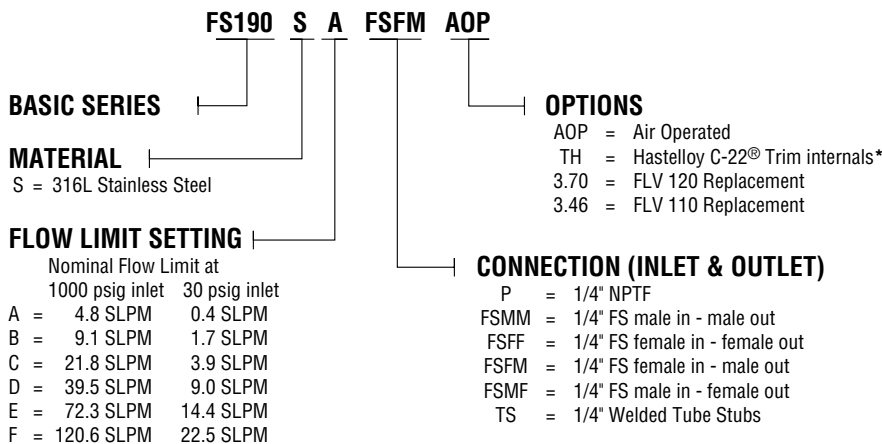 FS190 S A FSFM AOP
BASIC SERIES
MATERIAL
S = 316L Stainless Steel
FLOW LIMIT SETTING
Nominal Flow Limit at
1000 psig inlet 30 psig inlet
A = 4.8 SLPM 0.4 SLPM
B = 9.1 SLPM 1.7 SLPM
C = 21.8 SLPM 3.9 SLPM
D = 39.5 SLPM 9.0 SLPM
E = 72.3 SLPM 14.4 SLPM
F = 120.6 SLPM 22.5 SLPM
OPTIONS
AOP = Air Operated
TH = Hastelloy C-22® Trim internals*
3.70 = FLV 120 Replacement
3.46 = FLV 110 Replacement
CONNECTION (INLET & OUTLET)
P = 1/4" NPTF
FSMM = 1/4" FS male in - male out
FSFF = 1/4" FS female in - female out
FSFM = 1/4" FS female in - male out
FSMF = 1/4" FS male in - female out
TS = 1/4" Welded Tube Stubs